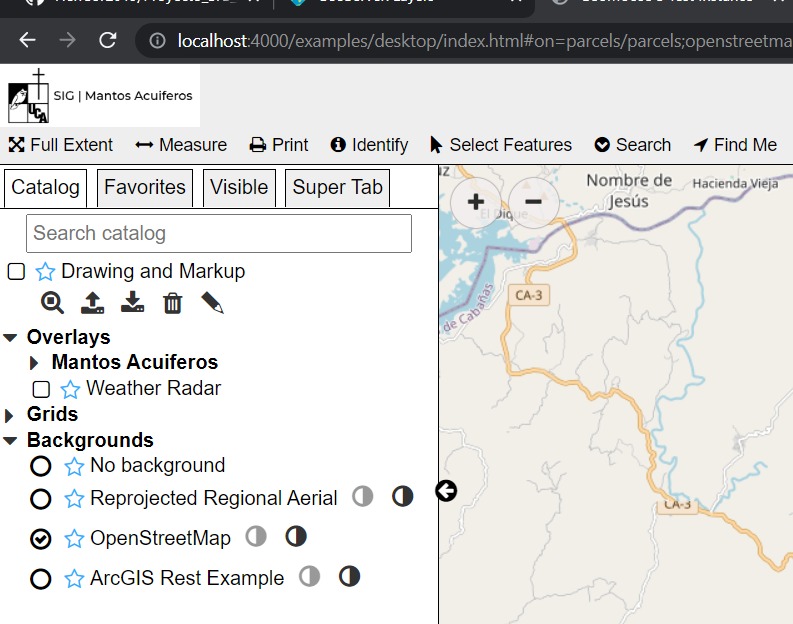 localhost:4000/examples/desktop/index.html#on=parcels/parcels;openstreetma
UCA
SIG | Mantos Acuiferos
Full Extent Measure Print Identify Select Features Search Find Me
Catalog Favorites Visible Super Tab
Search catalog
Drawing and Markup
Overlays
Mantos Acuiferos
Weather Radar
Grids
Backgrounds
No background
Reprojected Regional Aerial
OpenStreetMap
ArcGIS Rest Example
Nombre de
Jesús
Hacienda Vieja
El Dique
CA-3
de Cabañas
CA-3